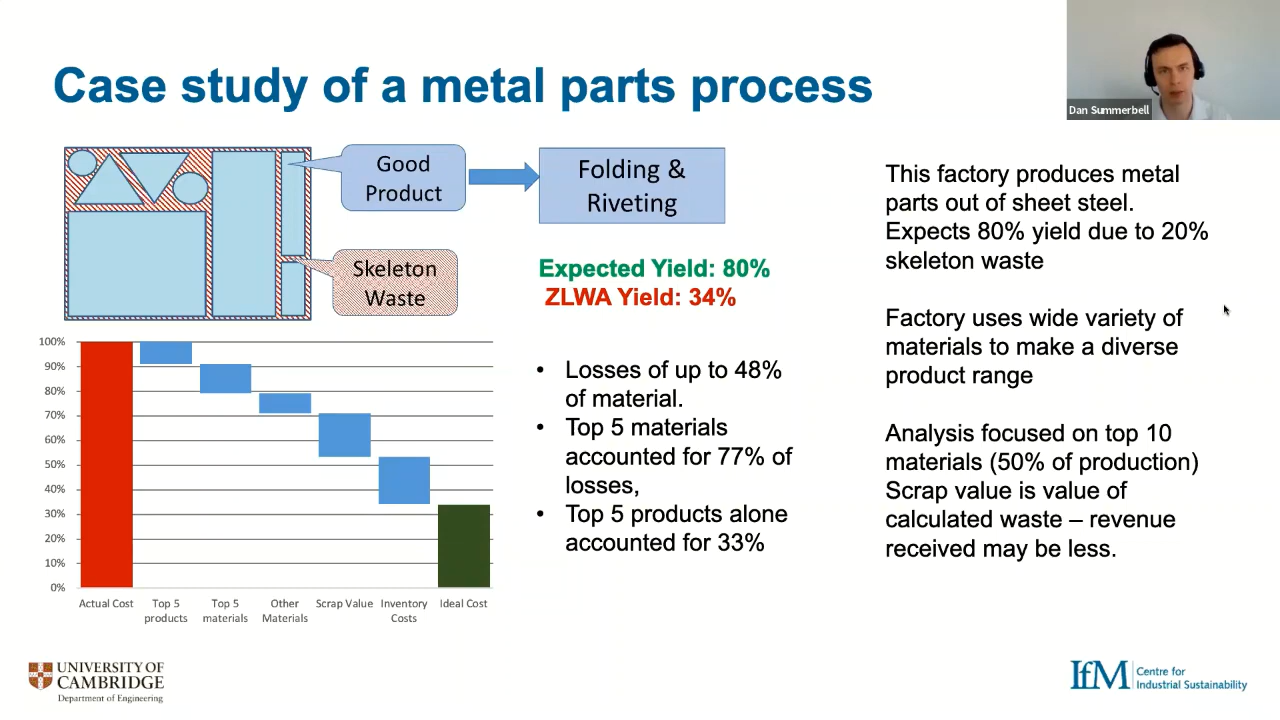 Case study of a metal parts process
Dan Summerbell
Good
Product
Folding &
Riveting
Skeleton
Waste
Expected Yield: 80%
ZLWA Yield: 34%
100%
90%
80%
70%
60%
50%
40%
30%
20%
10%
0%
Actual Cost
Top 5
products
Top 5
materials
Other
Materials
Scrap Value
Inventory
Costs
Ideal Cost
• Losses of up to 48%
of material.
• Top 5 materials
accounted for 77% of
losses,
• Top 5 products alone
accounted for 33%
This factory produces metal
parts out of sheet steel.
Expects 80% yield due to 20%
skeleton waste
Factory uses wide variety of
materials to make a diverse
product range
Analysis focused on top 10
materials (50% of production)
Scrap value is value of
calculated waste – revenue
received may be less.
UNIVERSITY OF
CAMBRIDGE
Department of Engineering
IfM
Centre for
Industrial Sustainability